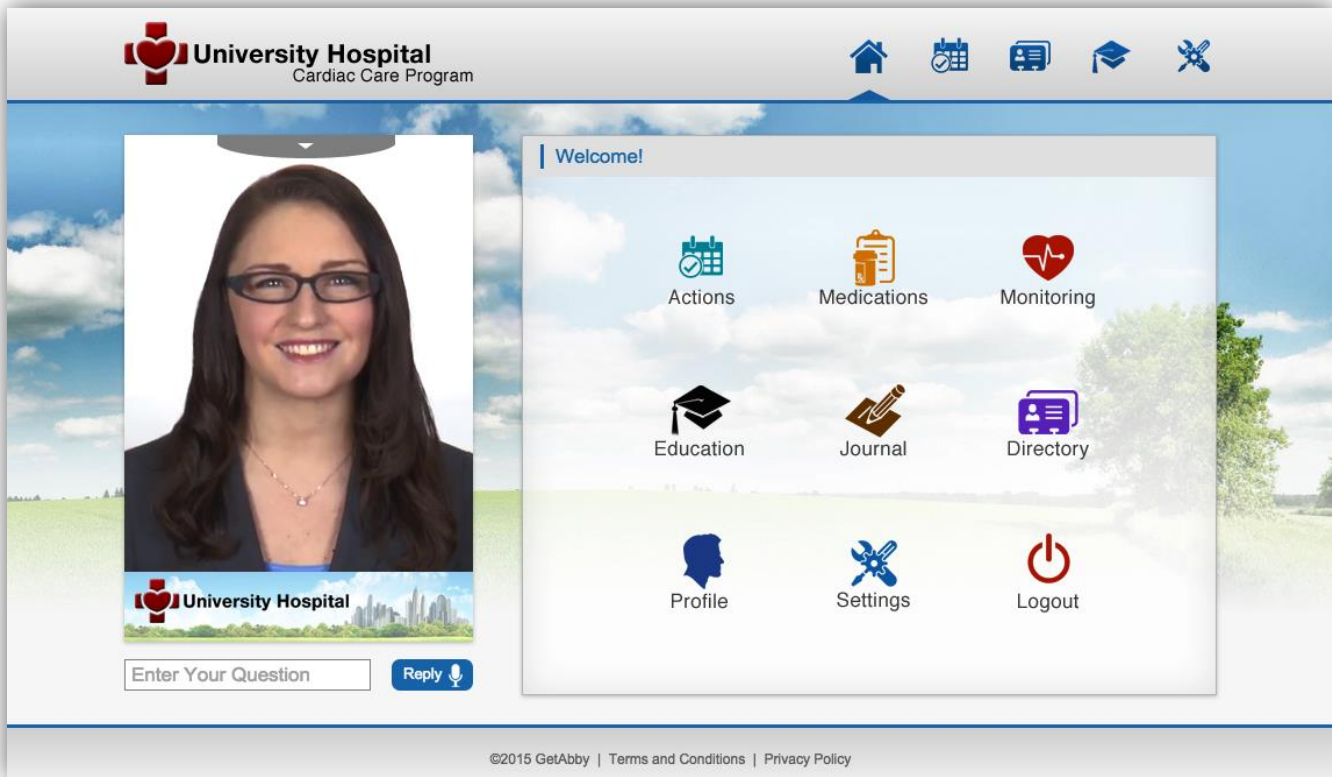 University Hospital
Cardiac Care Program
Welcome!
Actions
Medications
Monitoring
Education
Journal
Directory
Profile
Settings
Logout
University Hospital
Enter Your Question
Reply
©2015 GetAbby | Terms and Conditions | Privacy Policy